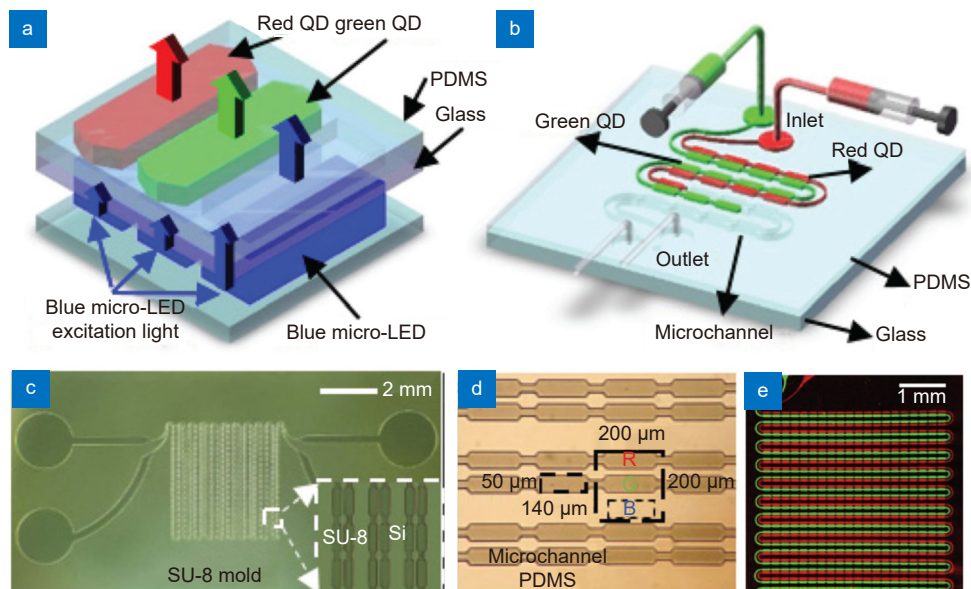 a
Red QD green QD
PDMS
Glass
Blue micro-LED
excitation light
Blue micro-LED
b
Inlet
Green QD
Red QD
Outlet
PDMS
Microchannel
Glass
c
2 mm
SU-8
Si
SU-8 mold
d
200 μm
R
50 μm
G
200 μm
140 μm
B
Microchannel
PDMS
e
1 mm